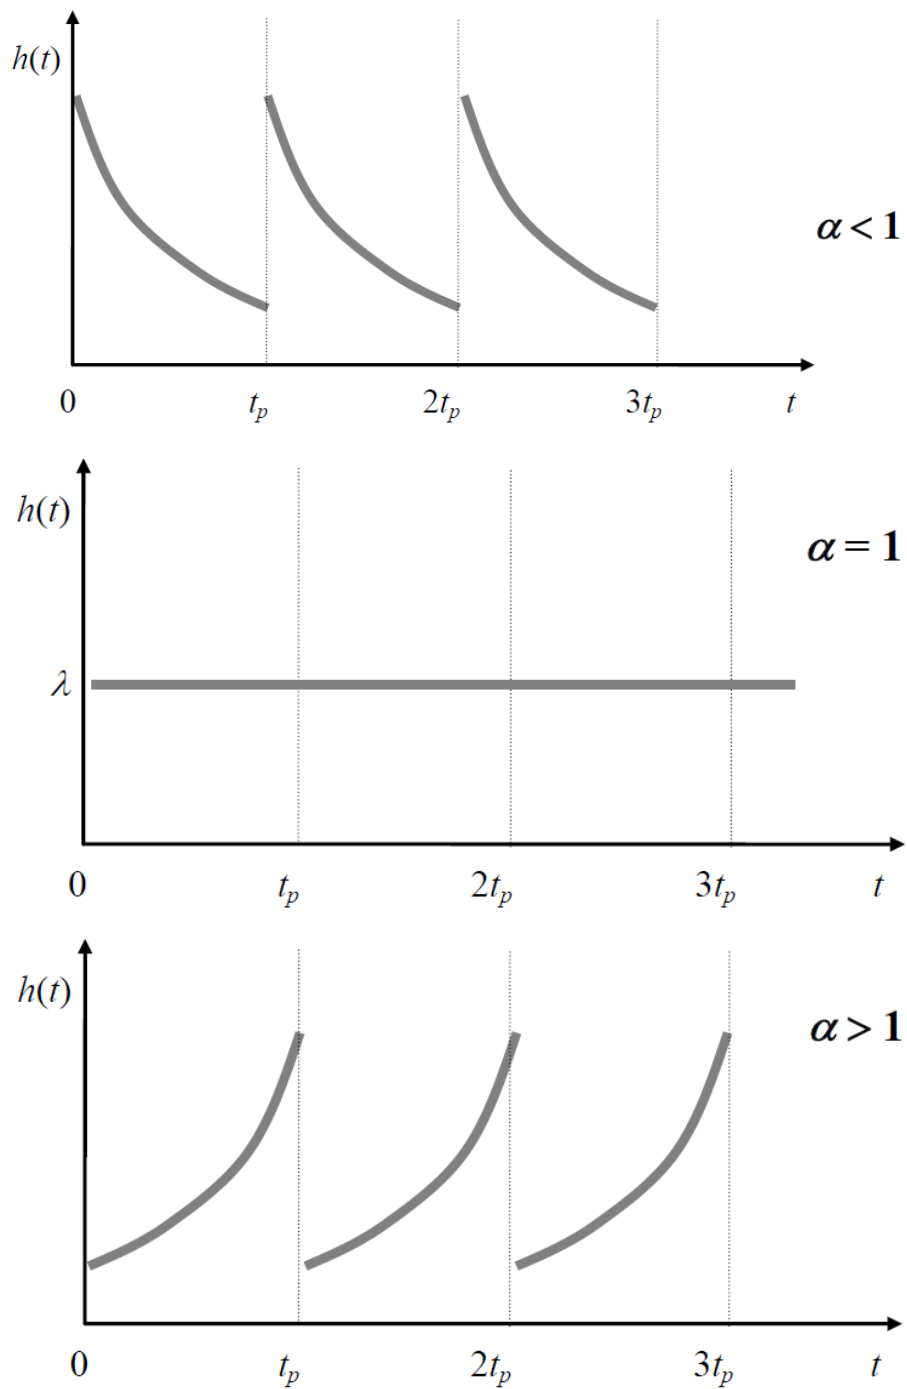 h(t)
α < 1
0 t_p 2t_p 3t_p t
h(t)
α = 1
λ
0 t_p 2t_p 3t_p t
h(t)
α > 1
0 t_p 2t_p 3t_p t